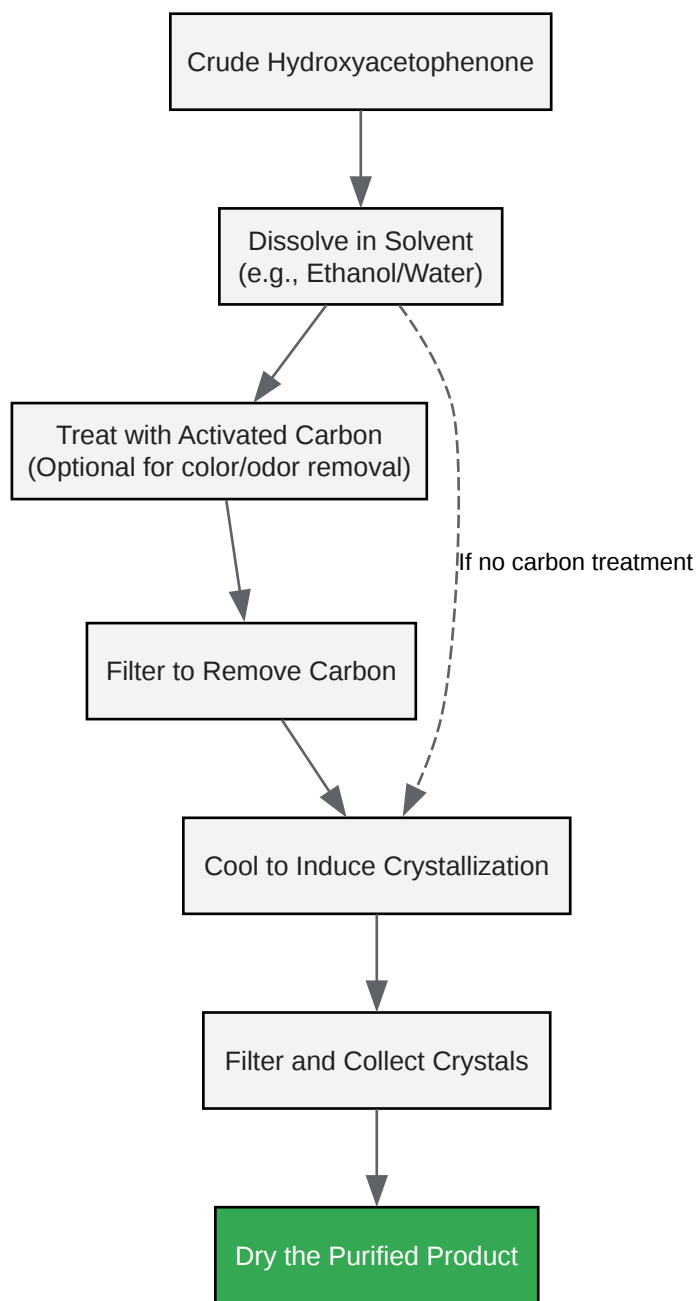 Crude Hydroxyacetophenone
Dissolve in Solvent
(e.g., Ethanol/Water)
Treat with Activated Carbon
(Optional for color/odor removal)
If no carbon treatment
Filter to Remove Carbon
Cool to Induce Crystallization
Filter and Collect Crystals
Dry the Purified Product